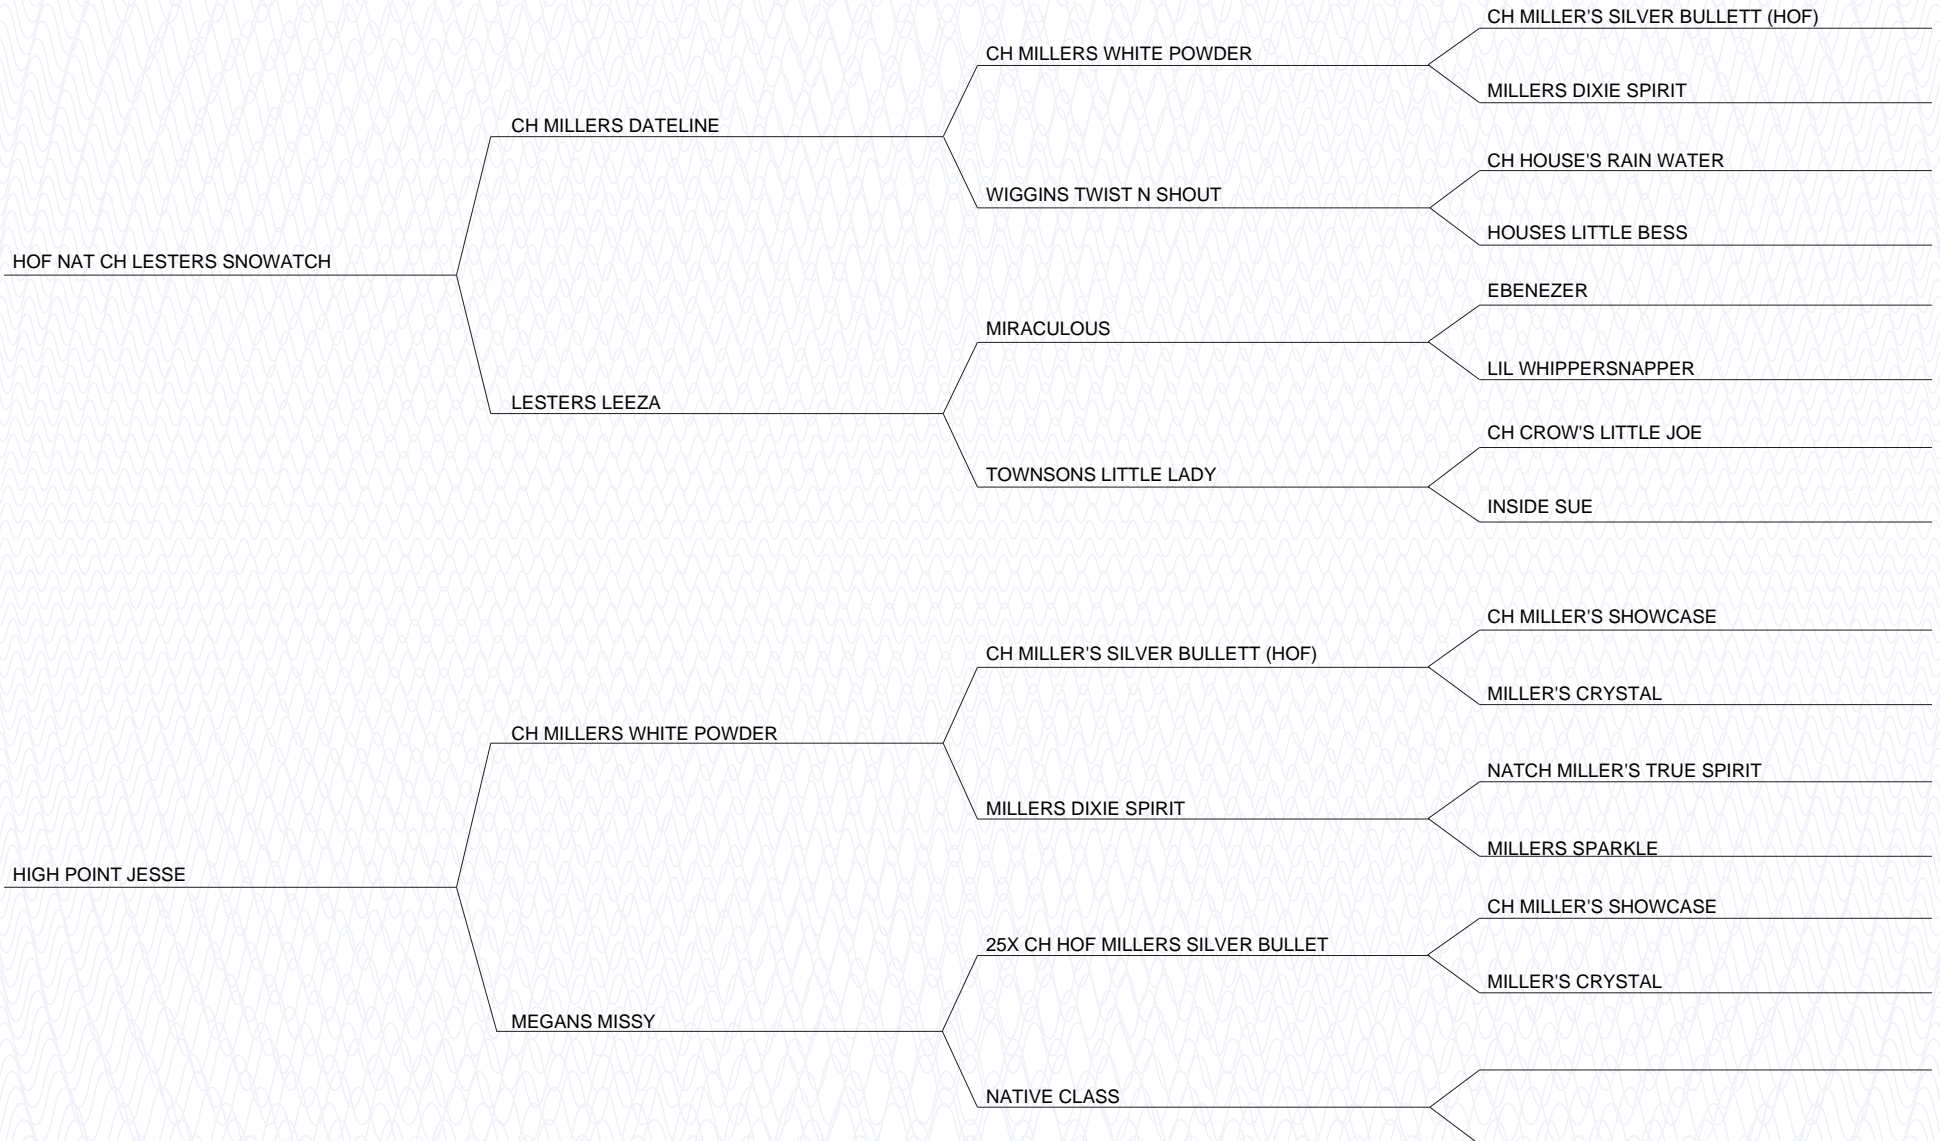 CH MILLER'S SILVER BULLETT (HOF)
CH MILLERS WHITE POWDER
MILLERS DIXIE SPIRIT
CH MILLERS DATELINE
CH HOUSE'S RAIN WATER
WIGGINS TWIST N SHOUT
HOUSES LITTLE BESS
HOF NAT CH LESTERS SNOWATCH
EBENEZER
MIRACULOUS
LIL WHIPPERSNAPPER
LESTERS LEEZA
CH CROW'S LITTLE JOE
TOWNSONS LITTLE LADY
INSIDE SUE
CH MILLER'S SHOWCASE
CH MILLER'S SILVER BULLETT (HOF)
MILLER'S CRYSTAL
CH MILLERS WHITE POWDER
NATCH MILLER'S TRUE SPIRIT
MILLERS DIXIE SPIRIT
MILLERS SPARKLE
HIGH POINT JESSE
CH MILLER'S SHOWCASE
25X CH HOF MILLERS SILVER BULLET
MILLER'S CRYSTAL
MEGANS MISSY
NATIVE CLASS